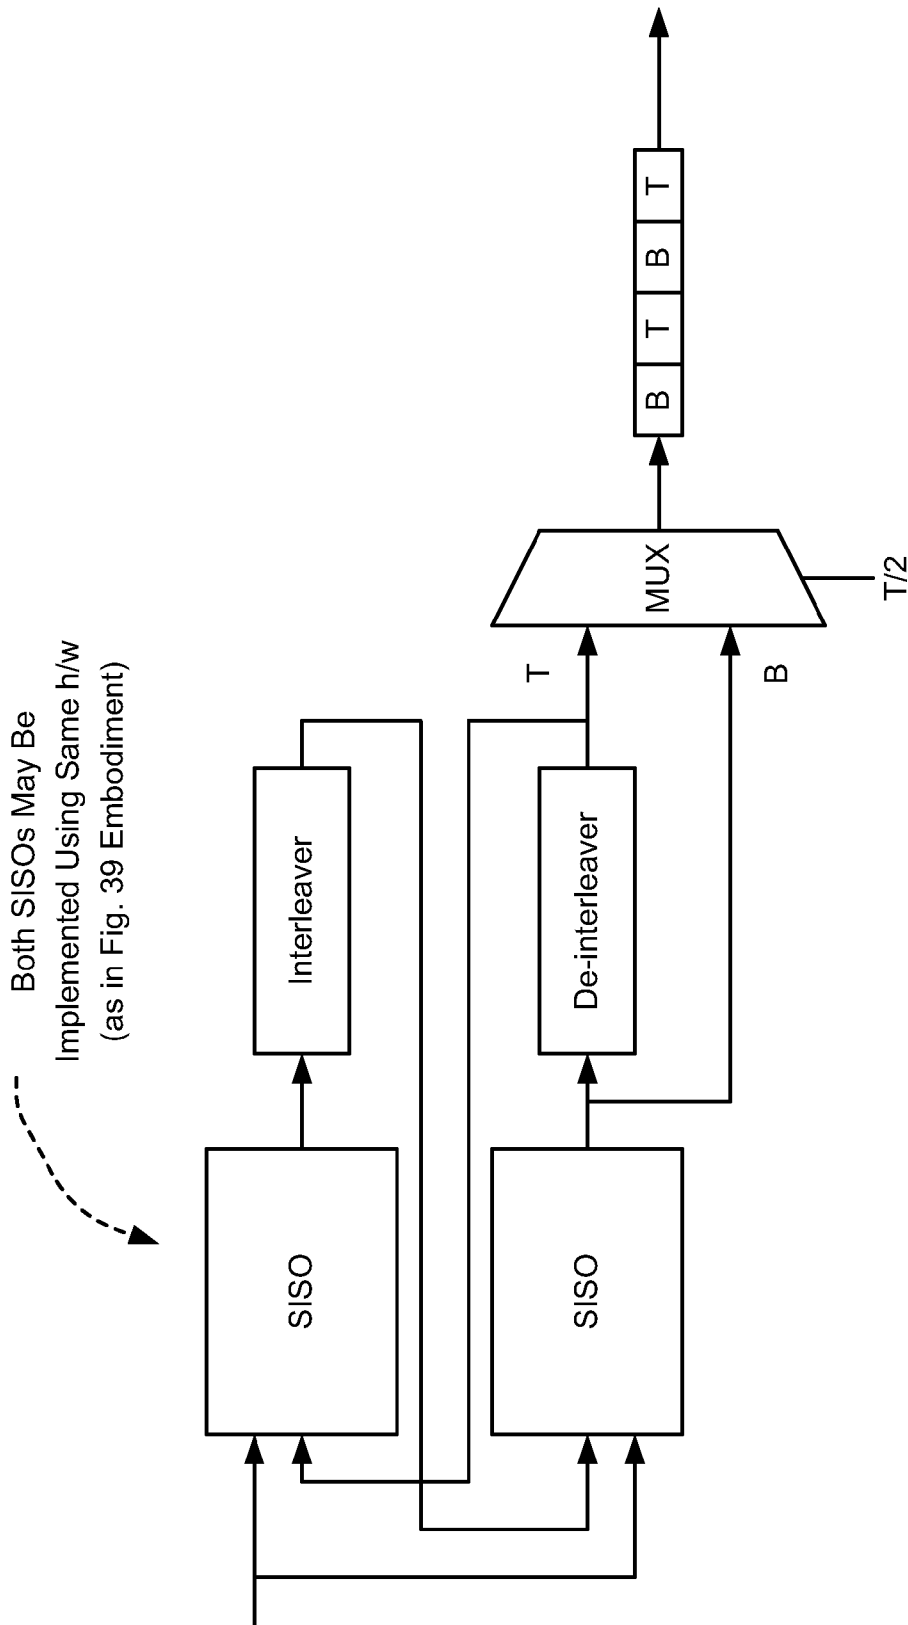 Both SISOs May Be
Implemented Using Same h/w
(as in Fig. 39 Embodiment)
SISO
Interleaver
SISO
De-interleaver
T
B
MUX
T/2
B
T
B
T